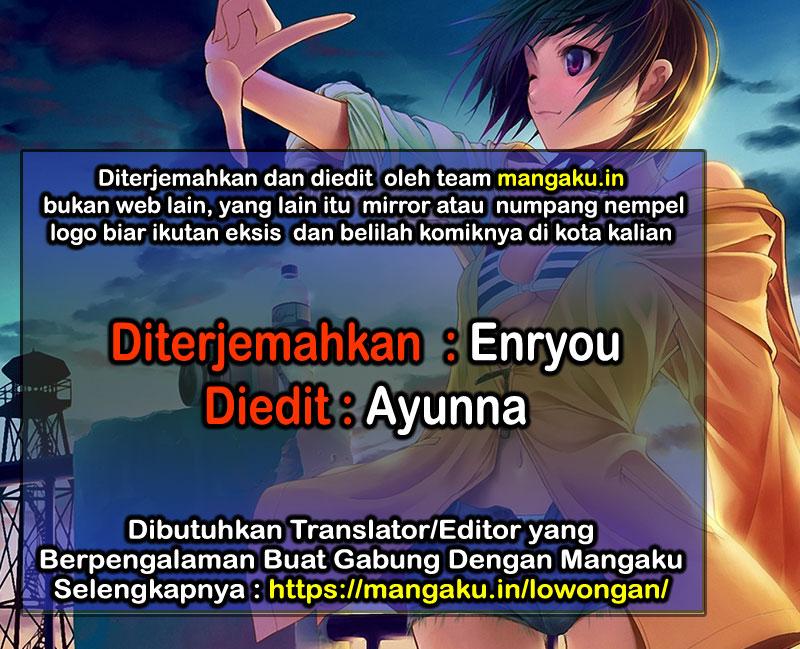 Diterjemahkan dan diedit oleh team mangaku.in
bukan web lain, yang lain itu mirror atau numpang nempel
logo biar ikutan eksis dan belilah komiknya di kota kalian
Diterjemahkan : Enryou
Diedit : Ayunna
Dibutuhkan Translator/Editor yang
Berpengalaman Buat Gabung Dengan Mangaku
Selengkapnya : https://mangaku.in/lowongan/